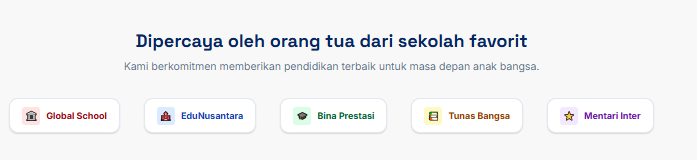 Dipercaya oleh orang tua dari sekolah favorit
Kami berkomitmen memberikan pendidikan terbaik untuk masa depan anak bangsa.
Global School
EduNusantara
Bina Prestasi
Tunas Bangsa
Mentari Inter